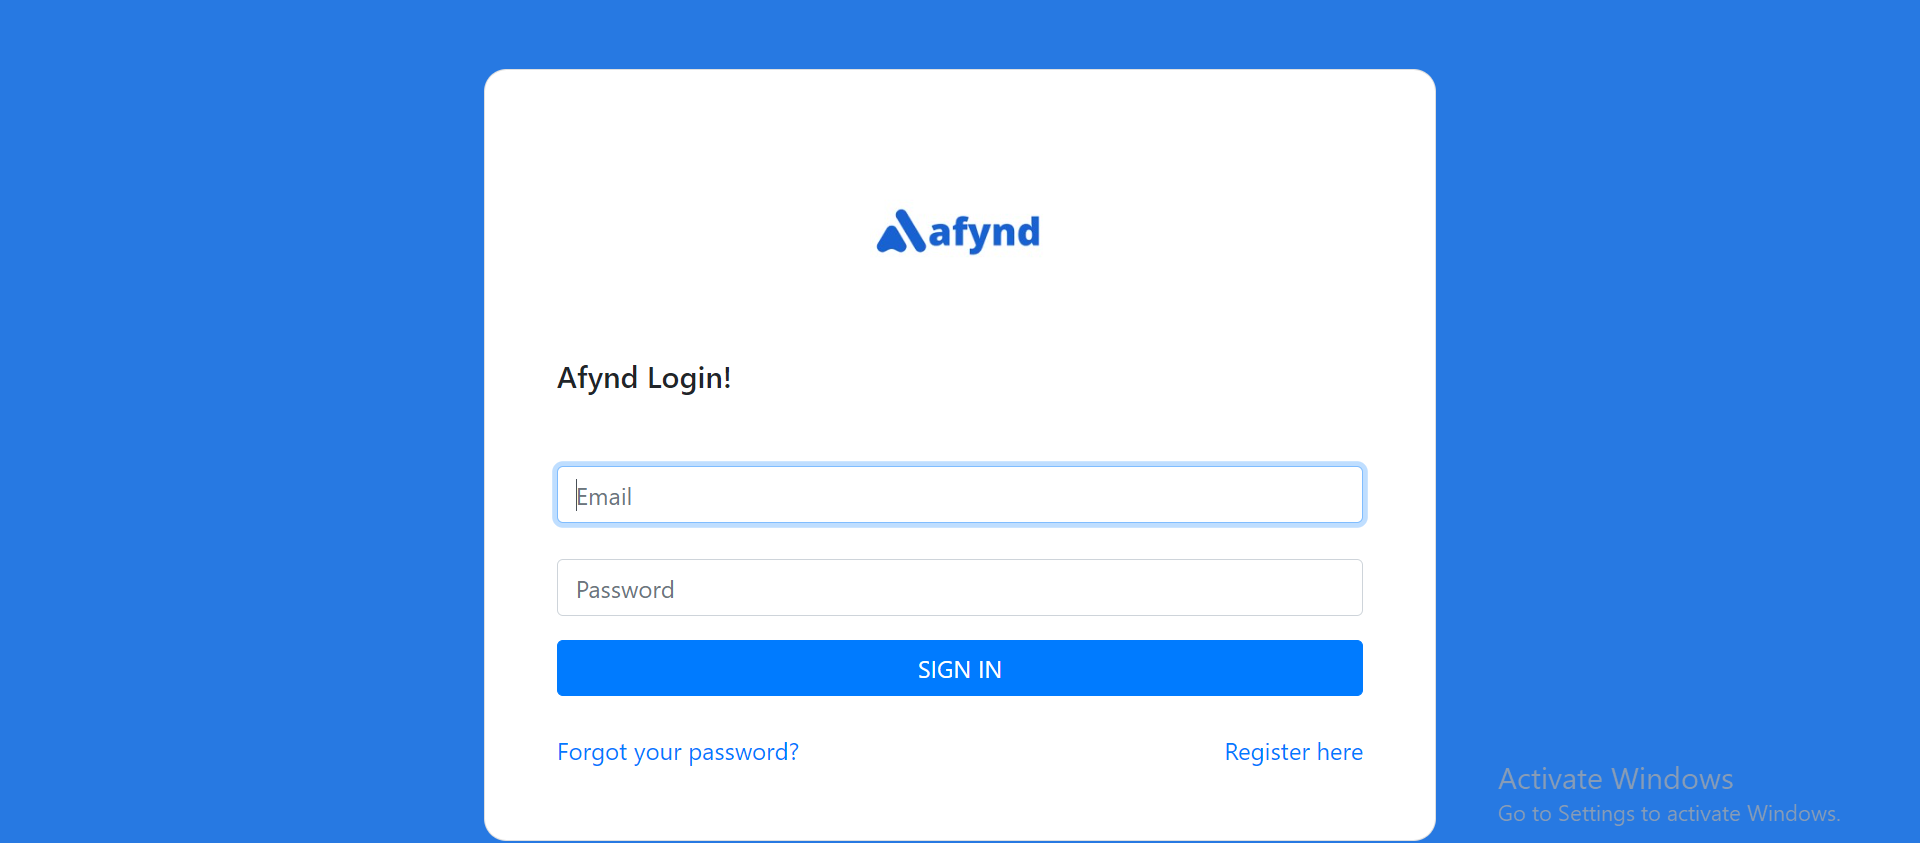 afynd
Afynd Login!
Email
Password
SIGN IN
Forgot your password?
Register here
Activate Windows
Go to Settings to activate Windows.